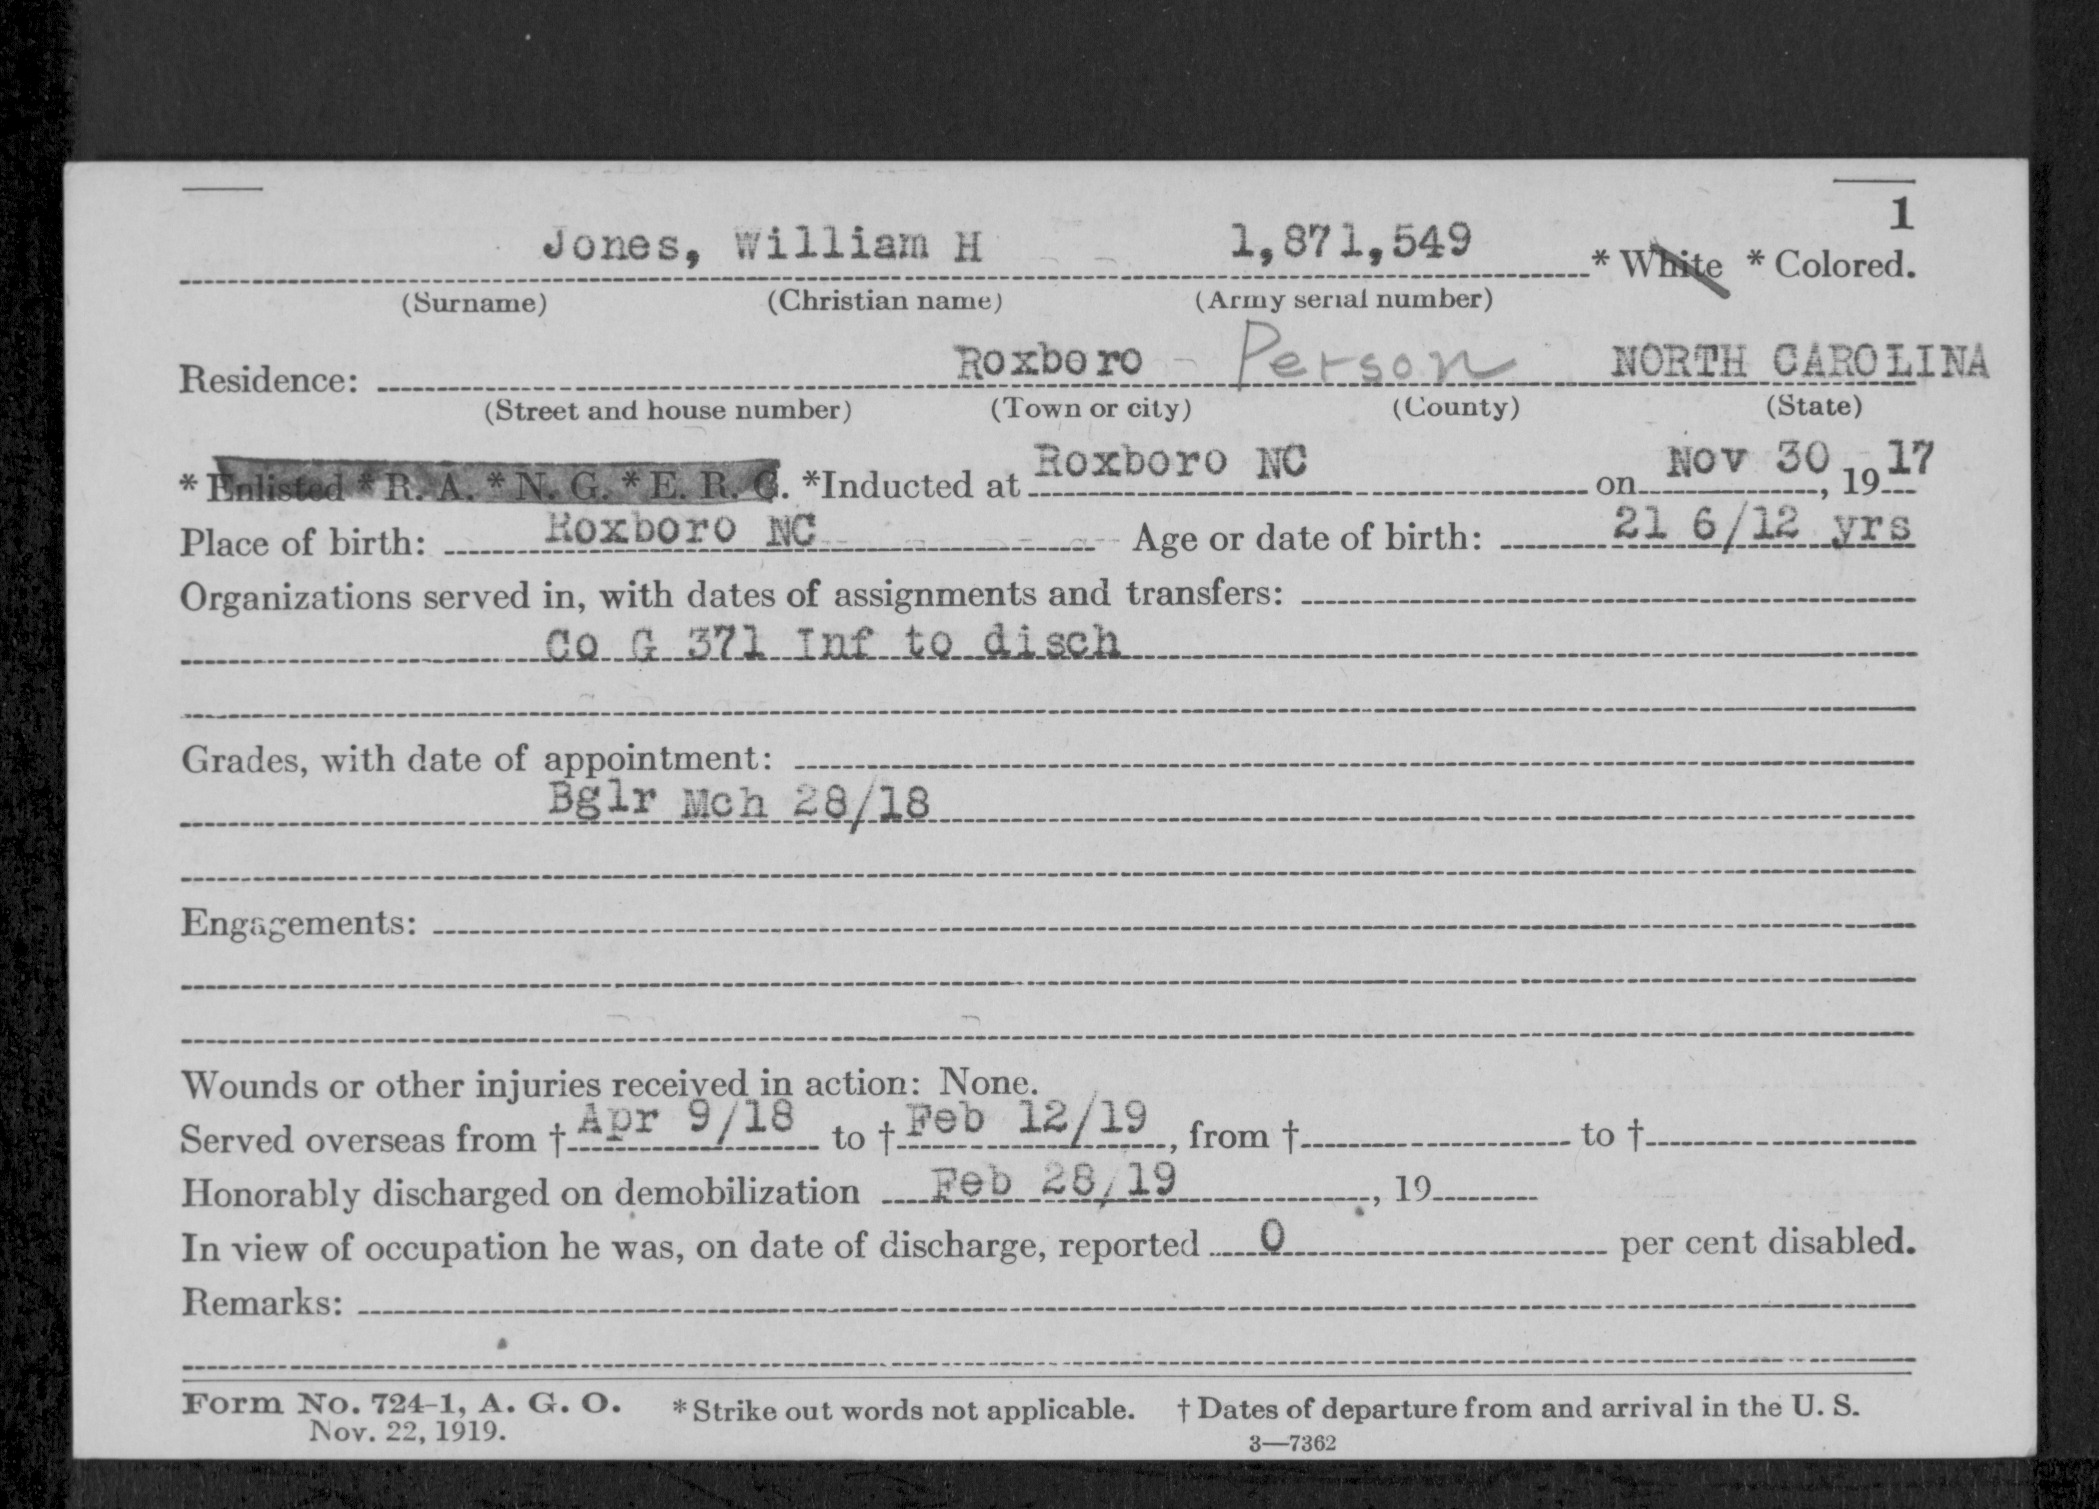 1
Jones, William H 1,871,549 * White * Colored.
(Surname) (Christian name) (Army serial number)
Residence: Roxboro Person NORTH CAROLINA
(Street and house number) (Town or city) (County) (State)
* Enlisted * R. A. * N. G. * E. R. C. *Inducted at Roxboro NC on Nov 30, 1917
Place of birth: Roxboro NC Age or date of birth: 21 6/12 yrs
Organizations served in, with dates of assignments and transfers:
Co G 371 Inf to disch
Grades, with date of appointment:
Bglr Mch 28/18
Engagements:
Wounds or other injuries received in action: None.
Served overseas from † Apr 9/18 to † Feb 12/19, from † to †
Honorably discharged on demobilization Feb 28/19, 19
In view of occupation he was, on date of discharge, reported 0 per cent disabled.
Remarks:
Form No. 724-1, A. G. O. * Strike out words not applicable. † Dates of departure from and arrival in the U. S.
Nov. 22, 1919. 3—7362